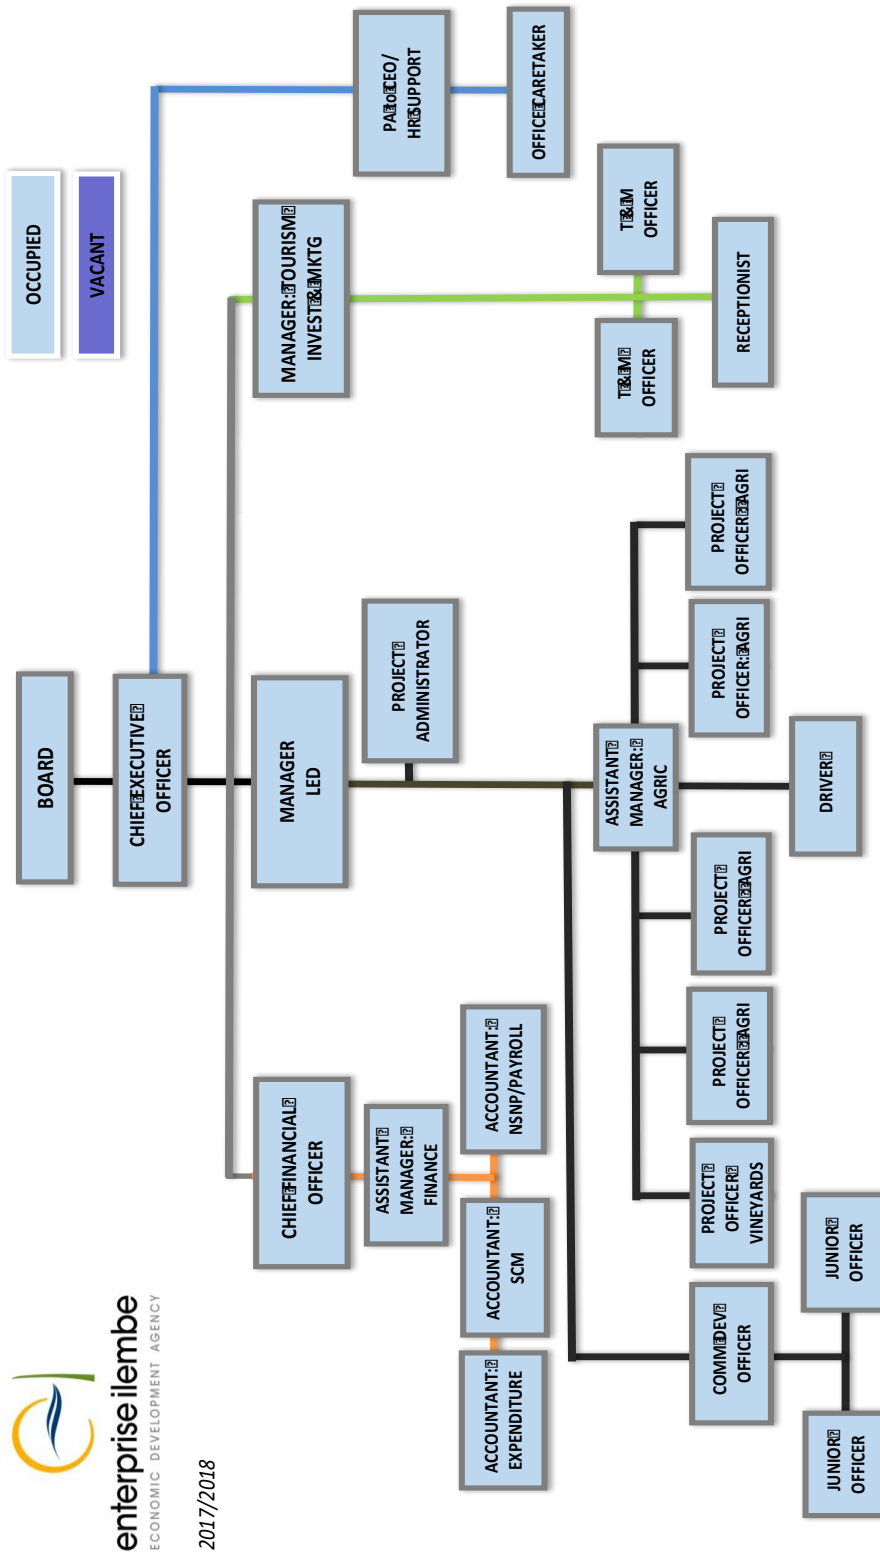 enterprise ilembe
ECONOMIC DEVELOPMENT AGENCY
2017/2018
OCCUPIED
VACANT
BOARD
CHIEF EXECUTIVE
OFFICER
PA to CEO/
HR SUPPORT
OFFICE CARETAKER
CHIEF FINANCIAL
OFFICER
MANAGER
LED
MANAGER: TOURISM
INVEST & MKTG
ASSISTANT
MANAGER:
FINANCE
PROJECT
ADMINISTRATOR
ACCOUNTANT:
EXPENDITURE
ACCOUNTANT:
SCM
ACCOUNTANT:
NSNP/PAYROLL
ASSISTANT
MANAGER:
AGRIC
T & M
OFFICER
T & M
OFFICER
RECEPTIONIST
COMM DEV
OFFICER
PROJECT
OFFICER
VINEYARDS
PROJECT
OFFICER: AGRI
PROJECT
OFFICER: AGRI
PROJECT
OFFICER: AGRI
PROJECT
OFFICER: AGRI
DRIVER
JUNIOR
OFFICER
JUNIOR
OFFICER